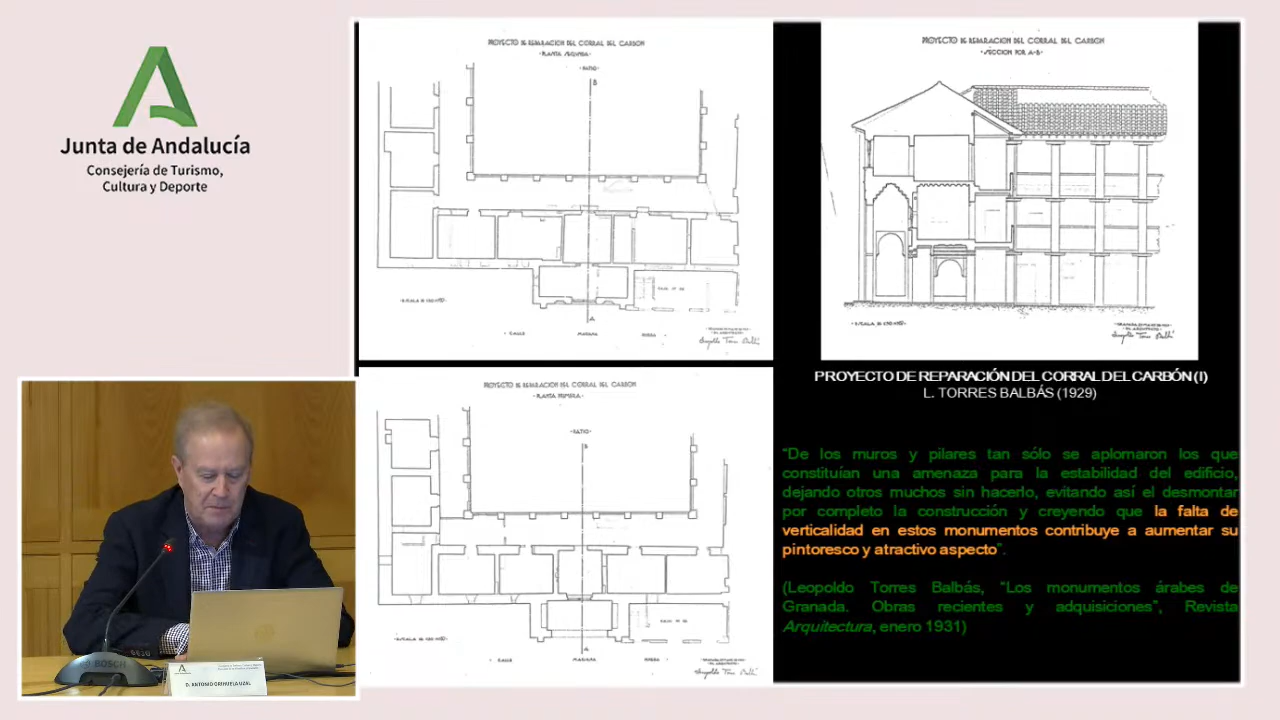 Junta de Andalucía
Consejería de Turismo,
Cultura y Deporte
PROYECTO DE REPARACION DEL CORRAL DEL CARBON
-PLANTA SEGUNDA-
-PATIO-
B
A
PROYECTO DE REPARACION DEL CORRAL DEL CARBON
-SECCION POR A-B-
PROYECTO DE REPARACIÓN DEL CORRAL DEL CARBÓN (I)
L. TORRES BALBÁS (1929)
PROYECTO DE REPARACION DEL CORRAL DEL CARBON
-PLANTA PRIMERA-
-PATIO-
B
A
“De los muros y pilares tan sólo se aplomaron los que
constituían una amenaza para la estabilidad del edificio,
dejando otros muchos sin hacerlo, evitando así el desmontar
por completo la construcción y creyendo que la falta de
verticalidad en estos monumentos contribuye a aumentar su
pintoresco y atractivo aspecto”.
(Leopoldo Torres Balbás, “Los monumentos árabes de
Granada. Obras recientes y adquisiciones”, Revista
Arquitectura, enero 1931)
BOSCH
D. ANTONIO ORIHUELA UZAL